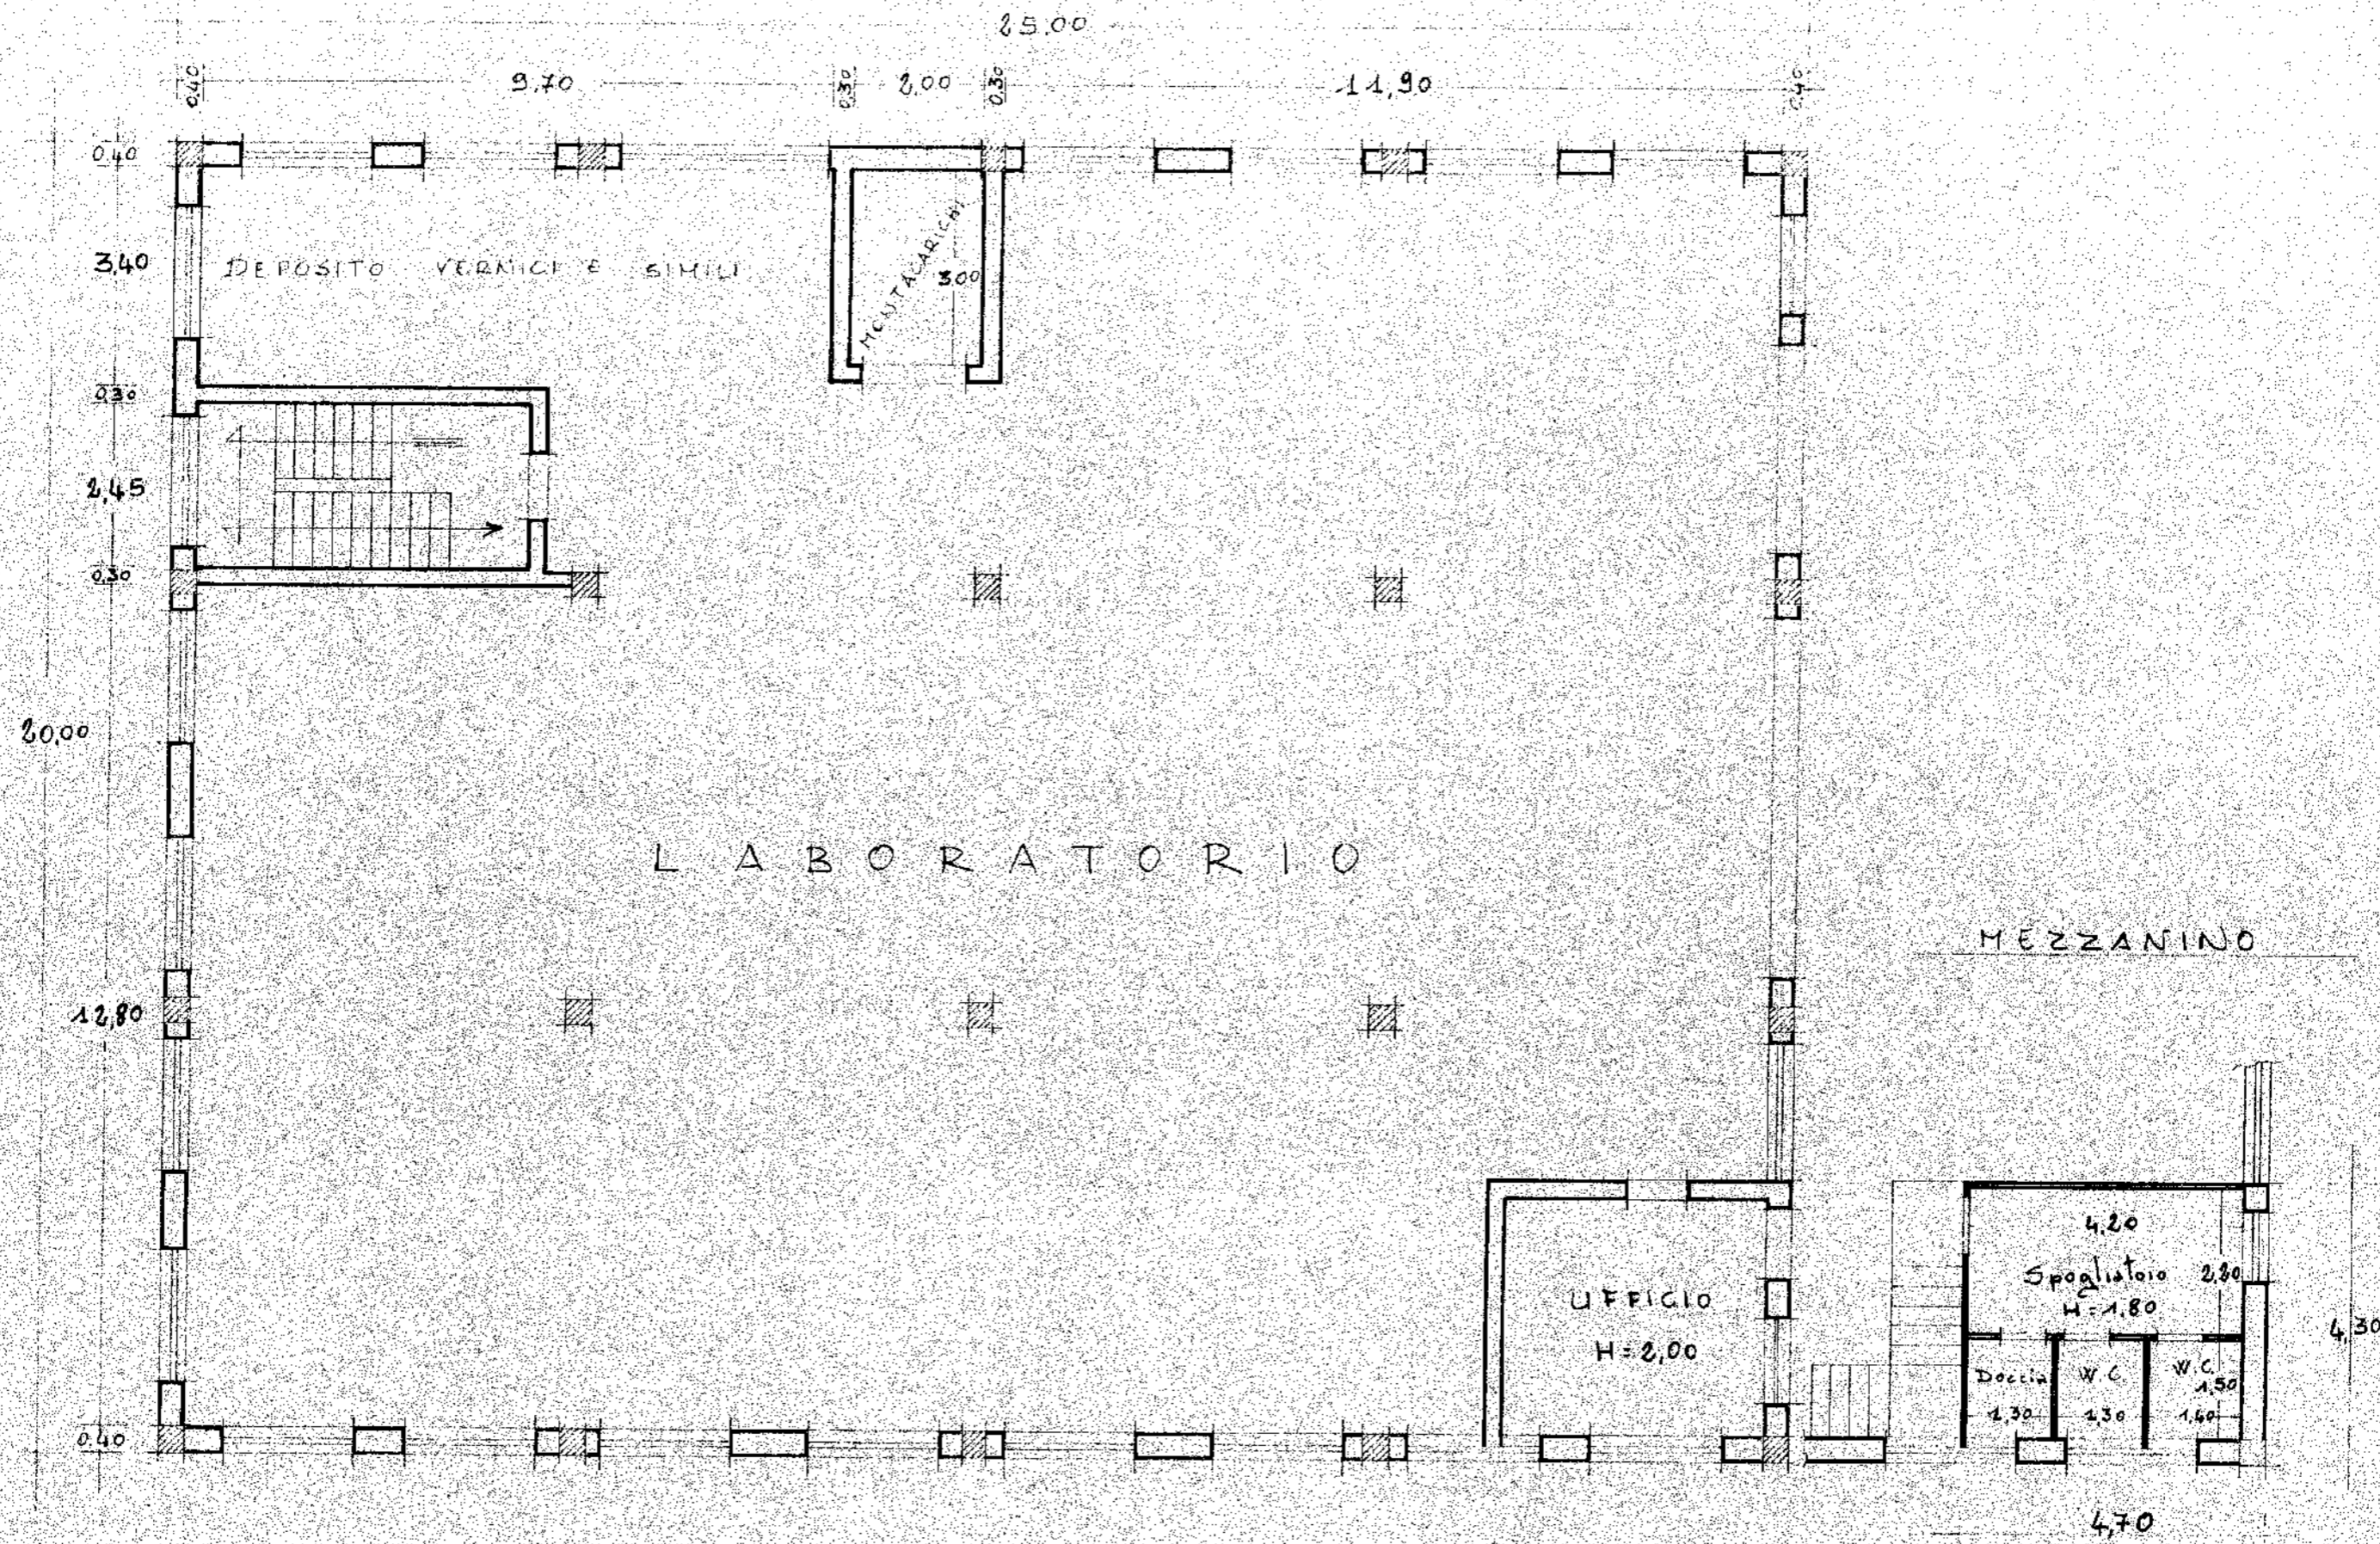 25.00
0,40 9,70 0,30 2,00 0,30 11,90 0,40
0,40
3,40
DEPOSITO VERNICI E SIMILI
MONTACARICHI
3.00
0,30
2,45
0,30
20,00
LABORATORIO
MEZZANINO
12,80
4,20
Spogliatoio 2,20
H=1,80
UFFICIO
H=2,00
4,30
Doccia W.C. W.C.
1,50
1,30 1,30 1,40
0.40
4,70